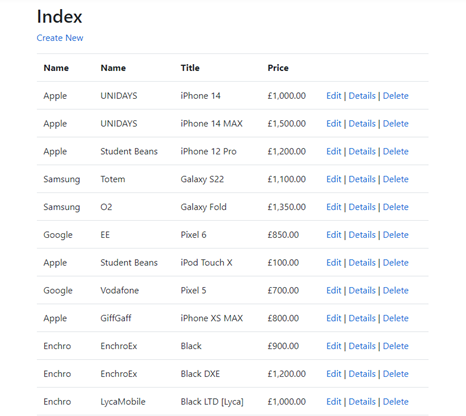 Index
Create New
Name Name Title Price
Apple UNIDAYS iPhone 14 £1,000.00 Edit | Details | Delete
Apple UNIDAYS iPhone 14 MAX £1,500.00 Edit | Details | Delete
Apple Student Beans iPhone 12 Pro £1,200.00 Edit | Details | Delete
Samsung Totem Galaxy S22 £1,100.00 Edit | Details | Delete
Samsung O2 Galaxy Fold £1,350.00 Edit | Details | Delete
Google EE Pixel 6 £850.00 Edit | Details | Delete
Apple Student Beans iPod Touch X £100.00 Edit | Details | Delete
Google Vodafone Pixel 5 £700.00 Edit | Details | Delete
Apple GiffGaff iPhone XS MAX £800.00 Edit | Details | Delete
Enchro EnchroEx Black £900.00 Edit | Details | Delete
Enchro EnchroEx Black DXE £1,200.00 Edit | Details | Delete
Enchro LycaMobile Black LTD [Lyca] £1,000.00 Edit | Details | Delete